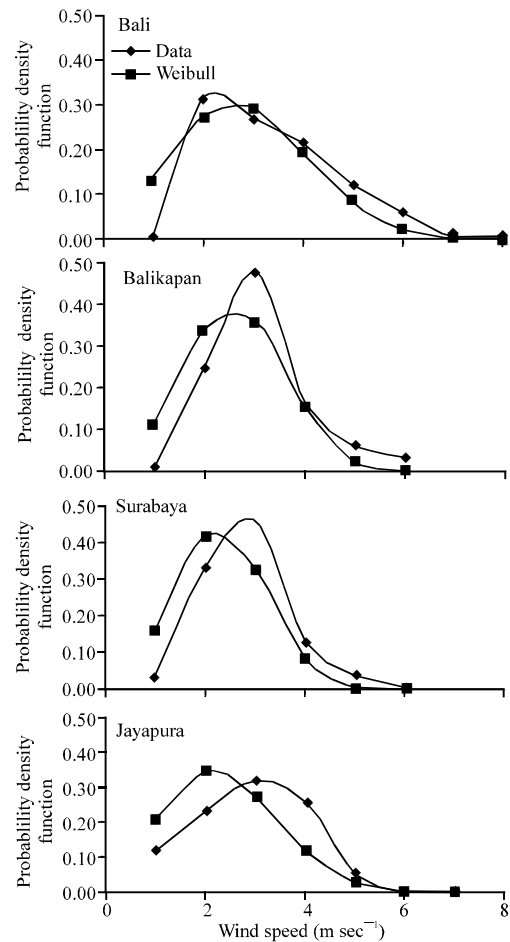 Bali
Data
Weibull
Probablility density
function
0.50
0.40
0.30
0.20
0.10
0.00
Balikapan
Probablility density
function
0.50
0.40
0.30
0.20
0.10
0.00
Surabaya
Probablility density
function
0.50
0.40
0.30
0.20
0.10
0.00
Jayapura
Probablility density
function
0.50
0.40
0.30
0.20
0.10
0.00
0 2 4 6 8
Wind speed (m sec⁻¹)